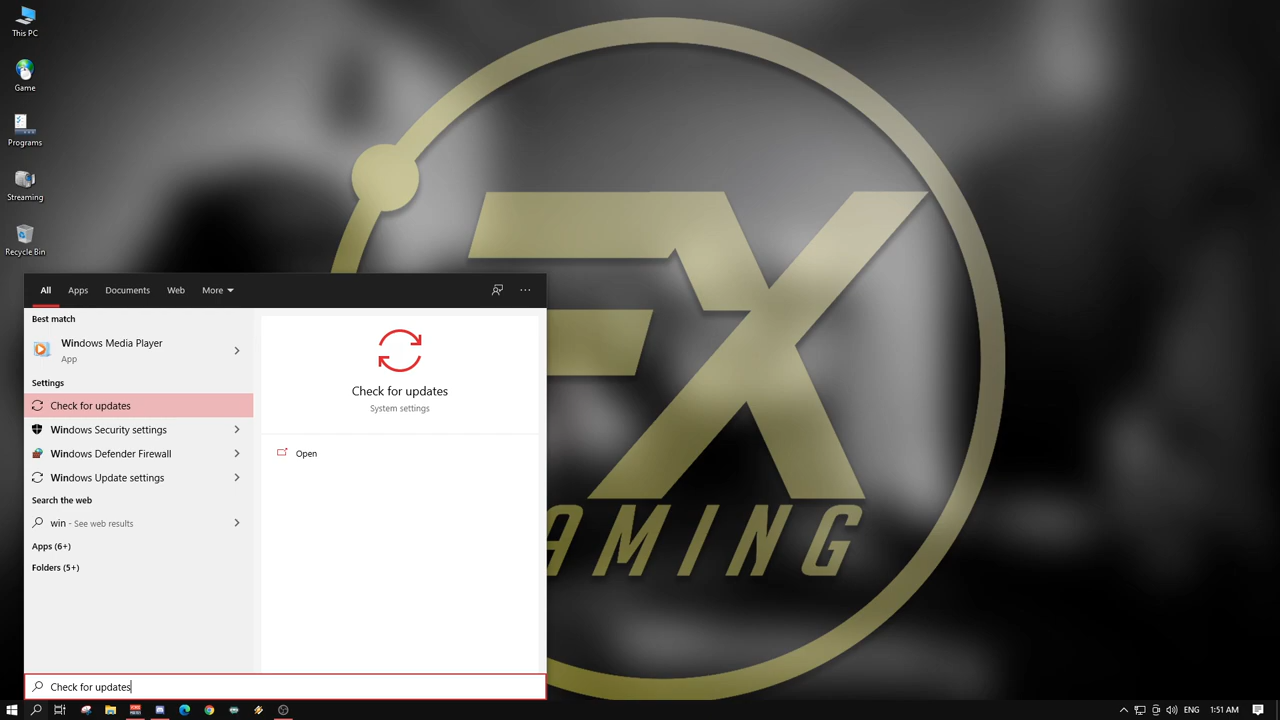 This PC
Game
Programs
Streaming
Recycle Bin
FX
GAMING
All Apps Documents Web More ...
Best match
Windows Media Player
App
Settings
Check for updates
Windows Security settings
Windows Defender Firewall
Windows Update settings
Search the web
win - See web results
Apps (6+)
Folders (5+)
Check for updates
System settings
Open
Check for updates
ENG 1:51 AM